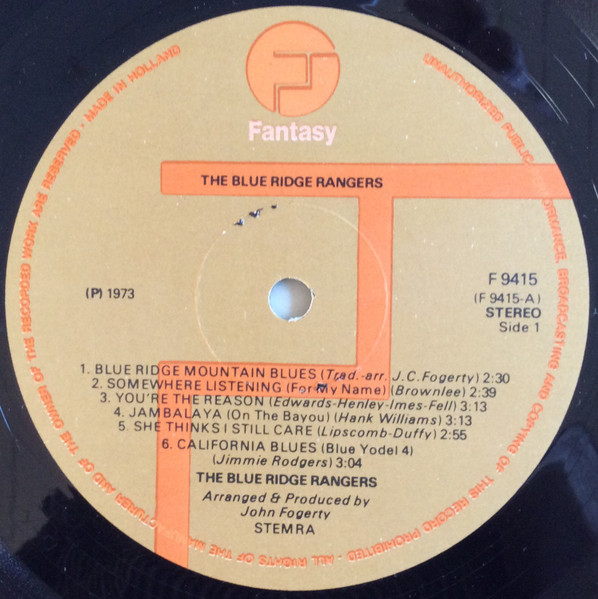 Fantasy
THE BLUE RIDGE RANGERS
(P) 1973
F 9415
(F 9415-A)
STEREO
Side 1
1. BLUE RIDGE MOUNTAIN BLUES (Trad.-arr. J.C. Fogerty) 2:30
2. SOMEWHERE LISTENING (For My Name) (Brownlee) 2:39
3. YOU'RE THE REASON (Edwards-Henley-Imes-Fell) 3:13
4. JAMBALAYA (On The Bayou) (Hank Williams) 3:13
5. SHE THINKS I STILL CARE (Lipscomb-Duffy) 2:55
6. CALIFORNIA BLUES (Blue Yodel 4)
(Jimmie Rodgers) 3:04
THE BLUE RIDGE RANGERS
Arranged & Produced by
John Fogerty
STEMRA
ALL RIGHTS OF THE MANUFACTURER AND OF THE OWNER OF THE RECORDED WORK ARE RESERVED · MADE IN HOLLAND
UNAUTHORIZED PUBLIC PERFORMANCE, BROADCASTING AND COPYING OF THIS RECORD PROHIBITED -